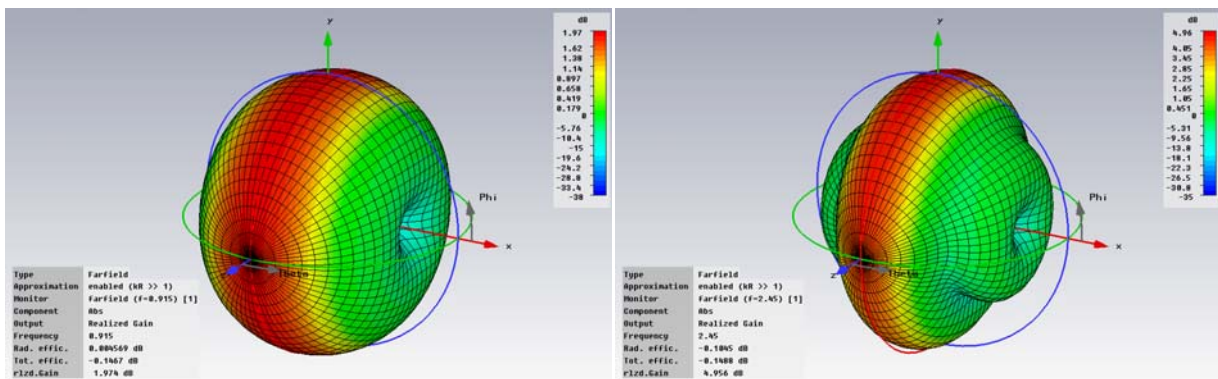 y
dB
1.97
1.62
1.38
1.14
0.897
0.658
0.419
0.179
0
-5.76
-10.4
-15
-19.6
-24.2
-28.8
-33.4
-38
Phi
x
Theta
Type Farfield
Approximation enabled (kR >> 1)
Monitor farfield (f=0.915) [1]
Component Abs
Output Realized Gain
Frequency 0.915
Rad. effic. 0.004569 dB
Tot. effic. -0.1467 dB
rlzd.Gain 1.974 dB
y
dB
4.96
4.05
3.45
2.85
2.25
1.65
1.05
0.451
0
-5.31
-9.56
-13.8
-18.1
-22.3
-26.5
-30.8
-35
Phi
x
z
Theta
Type Farfield
Approximation enabled (kR >> 1)
Monitor farfield (f=2.45) [1]
Component Abs
Output Realized Gain
Frequency 2.45
Rad. effic. -0.1045 dB
Tot. effic. -0.1408 dB
rlzd.Gain 4.956 dB